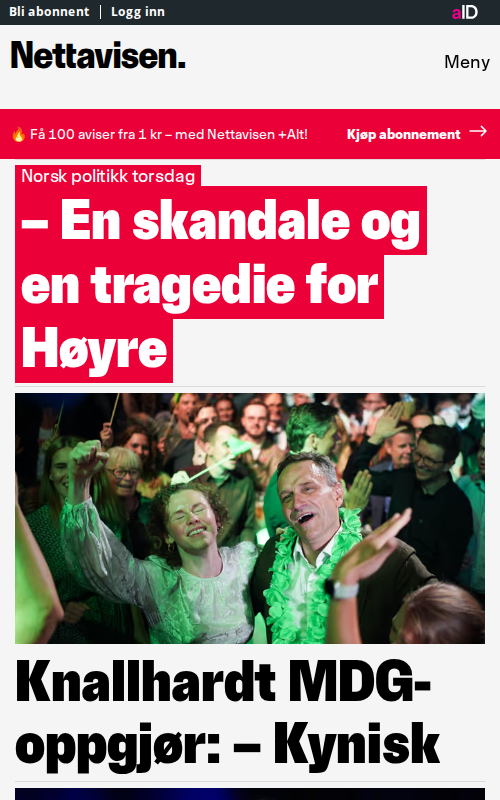 Bli abonnent | Logg inn
aID
Nettavisen.
Meny
🔥 Få 100 aviser fra 1 kr – med Nettavisen +Alt!
Kjøp abonnement →
Norsk politikk torsdag
– En skandale og
en tragedie for
Høyre
Knallhardt MDG-
oppgjør: – Kynisk